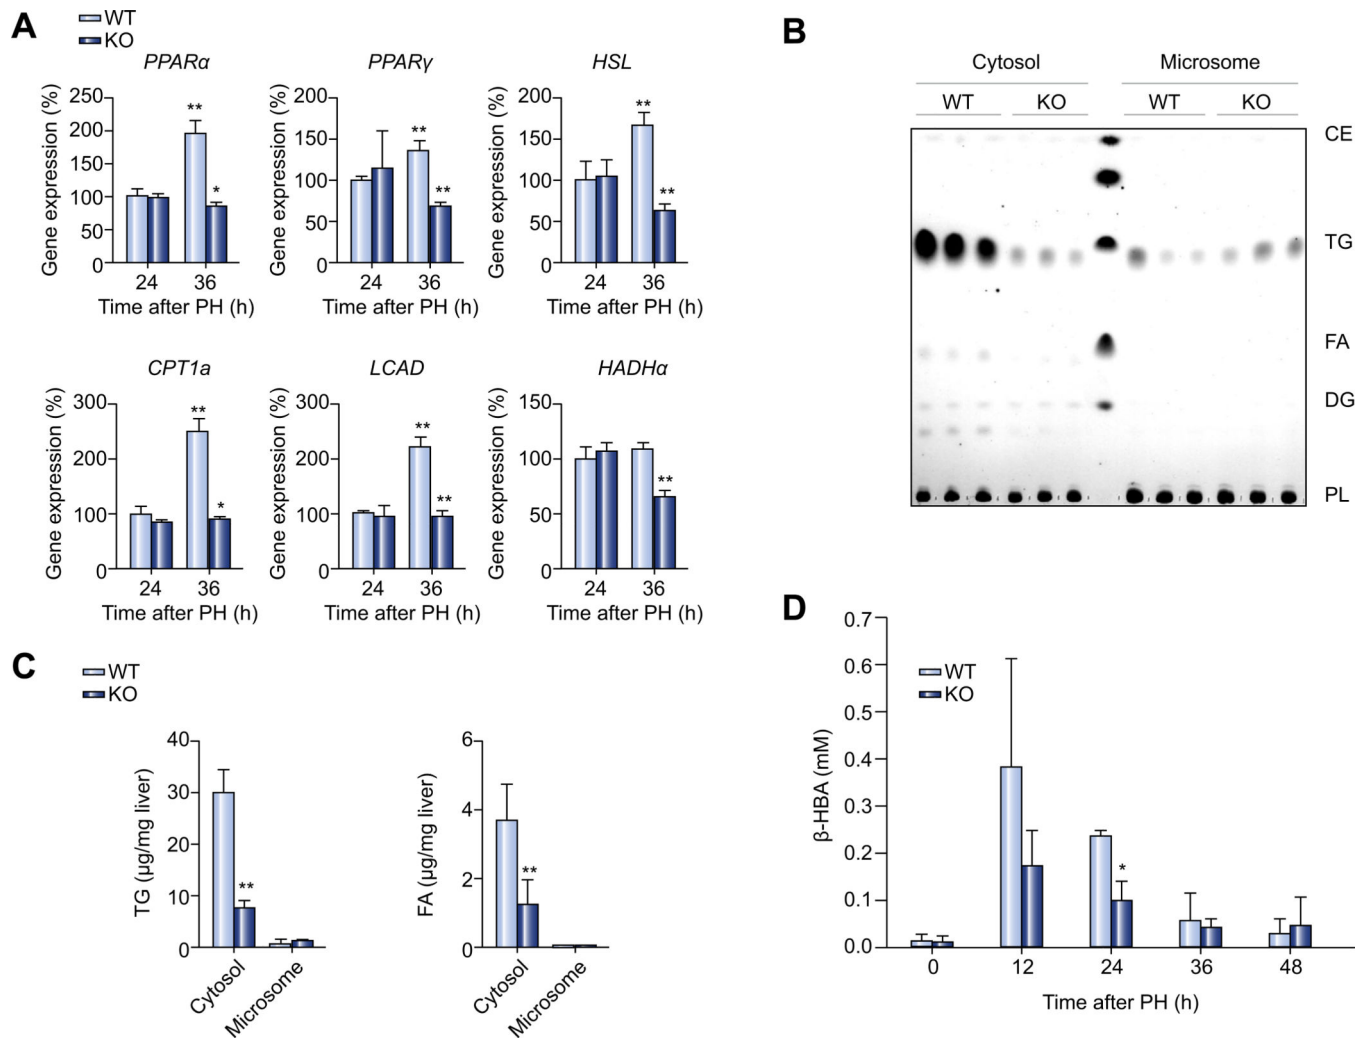 A
WT
KO
PPARα
PPARγ
HSL
Gene expression (%)
250
200
150
100
50
0
**
*
24
36
Time after PH (h)
Gene expression (%)
200
150
100
50
0
**
**
24
36
Time after PH (h)
Gene expression (%)
200
150
100
50
0
**
**
24
36
Time after PH (h)
CPT1a
LCAD
HADHα
Gene expression (%)
300
200
100
0
**
*
24
36
Time after PH (h)
Gene expression (%)
300
200
100
0
**
**
24
36
Time after PH (h)
Gene expression (%)
150
100
50
0
**
24
36
Time after PH (h)
B
Cytosol
Microsome
WT
KO
WT
KO
CE
TG
FA
DG
PL
C
WT
KO
TG (μg/mg liver)
40
30
20
10
0
**
Cytosol
Microsome
FA (μg/mg liver)
6
4
2
0
**
Cytosol
Microsome
D
WT
KO
β-HBA (mM)
0.7
0.6
0.5
0.4
0.3
0.2
0.1
0.0
*
0
12
24
36
48
Time after PH (h)